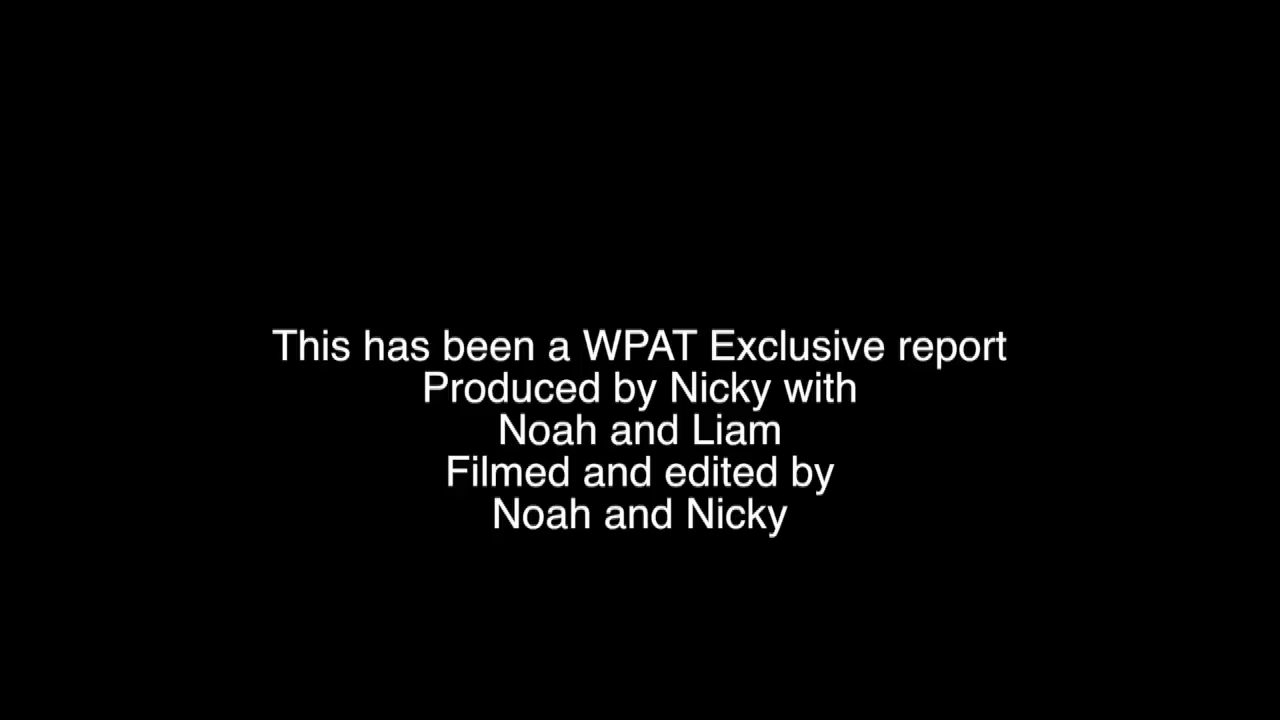 This has been a WPAT Exclusive report
Produced by Nicky with
Noah and Liam
Filmed and edited by
Noah and Nicky